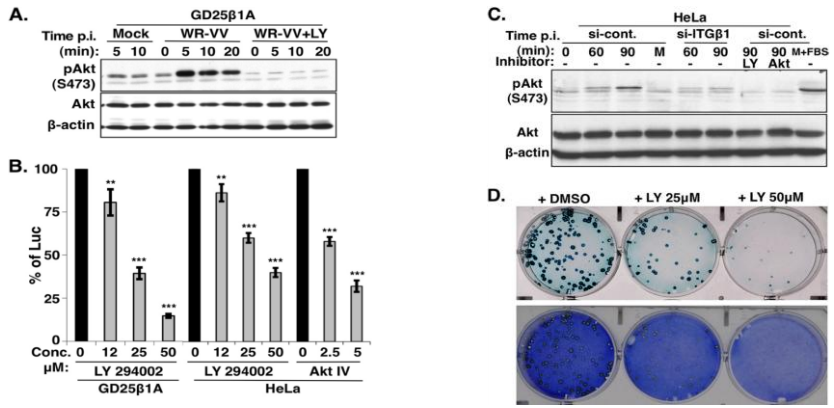 A.
GD25β1A
Mock WR-VV WR-VV+LY
Time p.i.
(min): 5 10 0 5 10 20 0 5 10 20
pAkt
(S473)
Akt
β-actin
B.
% of Luc
100
75
50
25
0
** *** *** ** *** *** *** ***
Conc. 0 12 25 50 0 12 25 50 0 2.5 5
μM:
LY 294002 LY 294002 Akt IV
GD25β1A HeLa
C.
HeLa
Time p.i. si-cont. si-ITGβ1 si-cont.
(min): 0 60 90 M 60 90 90 90 M+FBS
Inhibitor: - - - - - - LY Akt -
pAkt
(S473)
Akt
β-actin
D.
+ DMSO + LY 25μM + LY 50μM